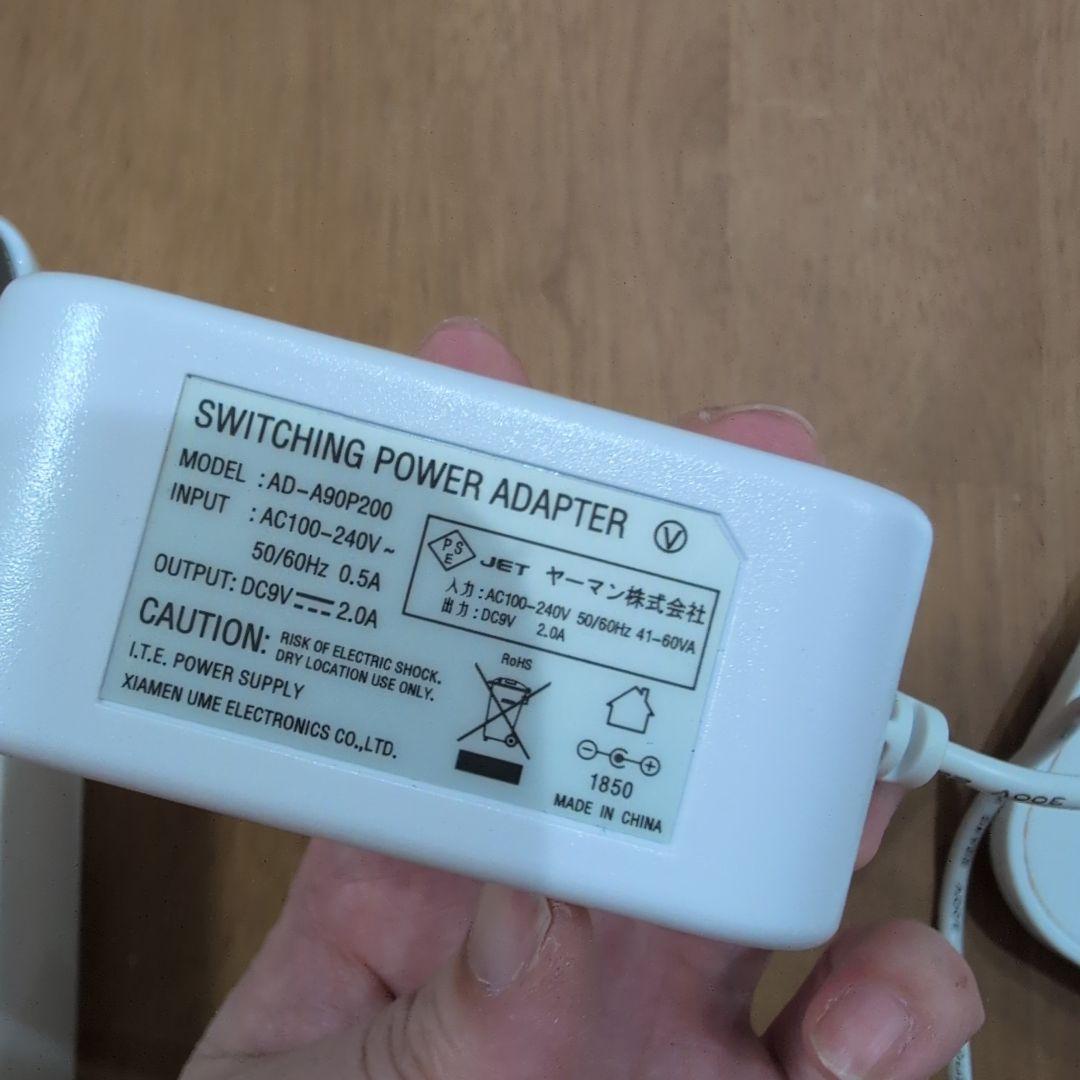 SWITCHING POWER ADAPTER Ⓥ
MODEL : AD-A90P200
INPUT : AC100-240V~
50/60Hz 0.5A
OUTPUT: DC9V⎓2.0A
PSE JET ヤーマン株式会社
入力:AC100-240V 50/60Hz 41-60VA
出力:DC9V 2.0A
CAUTION: RISK OF ELECTRIC SHOCK.
DRY LOCATION USE ONLY.
I.T.E. POWER SUPPLY
XIAMEN UME ELECTRONICS CO.,LTD.
RoHS
1850
MADE IN CHINA